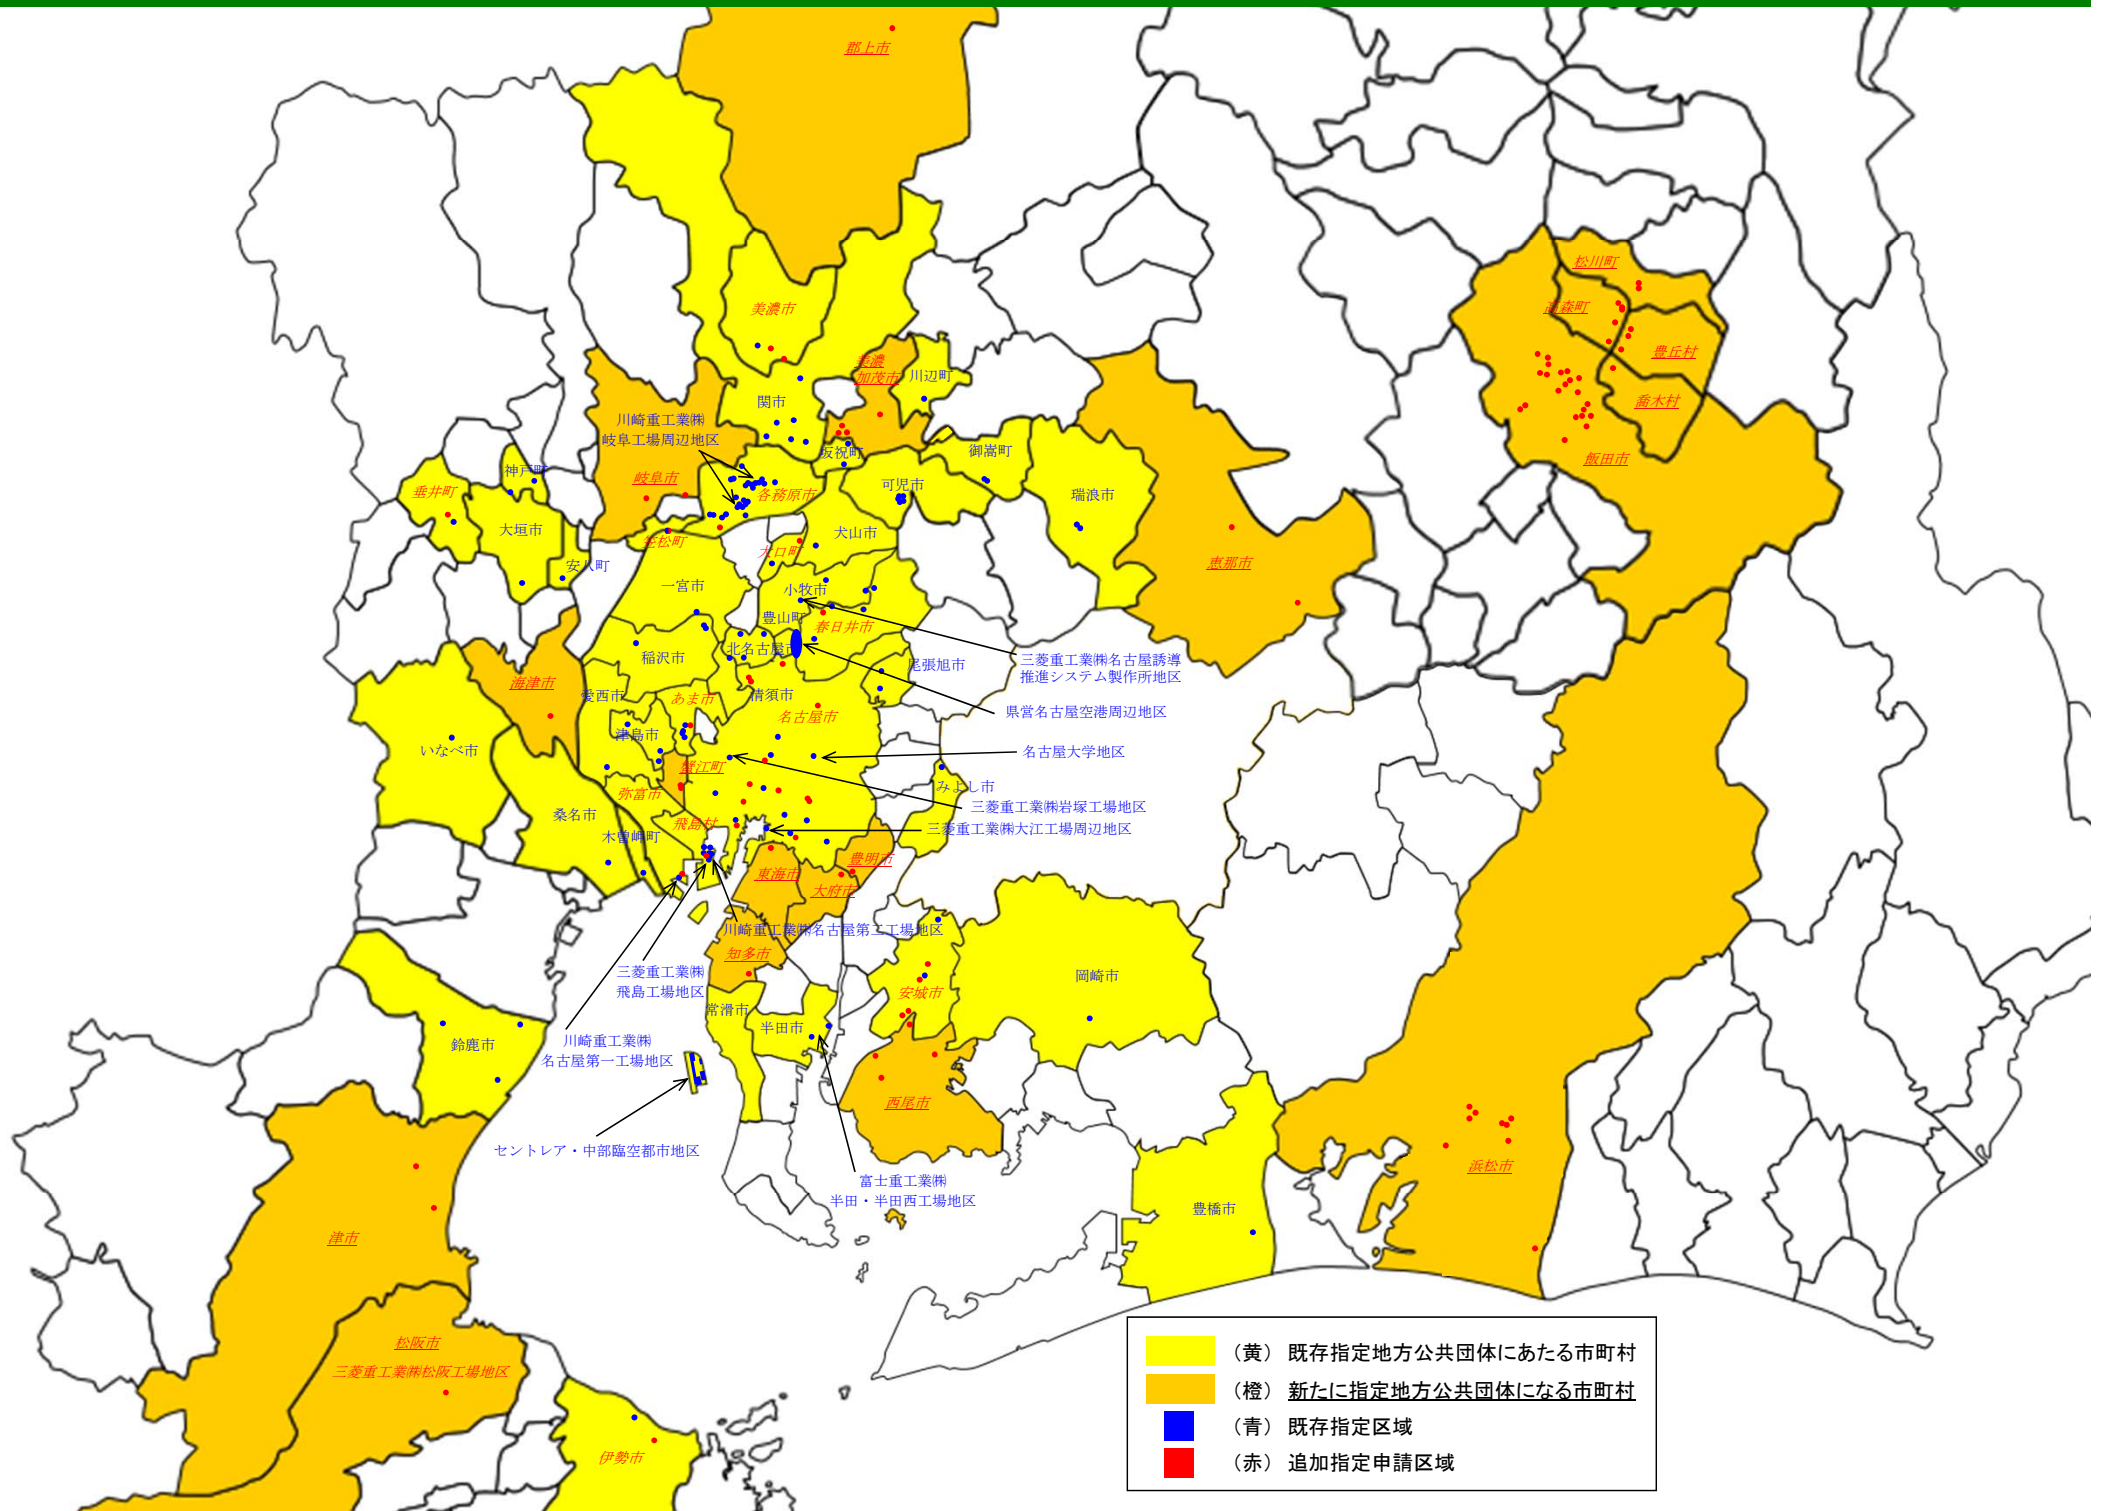 郡上市
松川町
美濃市
高森町
豊丘村
美濃
加茂市
川辺町
喬木村
関市
川崎重工業㈱
岐阜工場周辺地区
坂祝町
御嵩町
飯田市
神戸町
岐阜市
各務原市
可児市
瑞浪市
垂井町
大垣市
笠松町
大口町
犬山市
恵那市
安八町
一宮市
小牧市
豊山町
春日井市
北名古屋市
稲沢市
尾張旭市
三菱重工業㈱名古屋誘導
推進システム製作所地区
海津市
愛西市
あま市
清須市
名古屋市
県営名古屋空港周辺地区
津島市
いなべ市
名古屋大学地区
蟹江町
弥富市
みよし市
三菱重工業㈱岩塚工場地区
桑名市
飛島村
木曽岬町
三菱重工業㈱大江工場周辺地区
豊明市
東海市
大府市
川崎重工業㈱名古屋第二工場地区
知多市
三菱重工業㈱
飛島工場地区
岡崎市
安城市
常滑市
半田市
鈴鹿市
川崎重工業㈱
名古屋第一工場地区
西尾市
セントレア・中部臨空都市地区
浜松市
富士重工業㈱
半田・半田西工場地区
豊橋市
津市
松阪市
三菱重工業㈱松阪工場地区
伊勢市
（黄） 既存指定地方公共団体にあたる市町村
（橙） 新たに指定地方公共団体になる市町村
（青） 既存指定区域
（赤） 追加指定申請区域